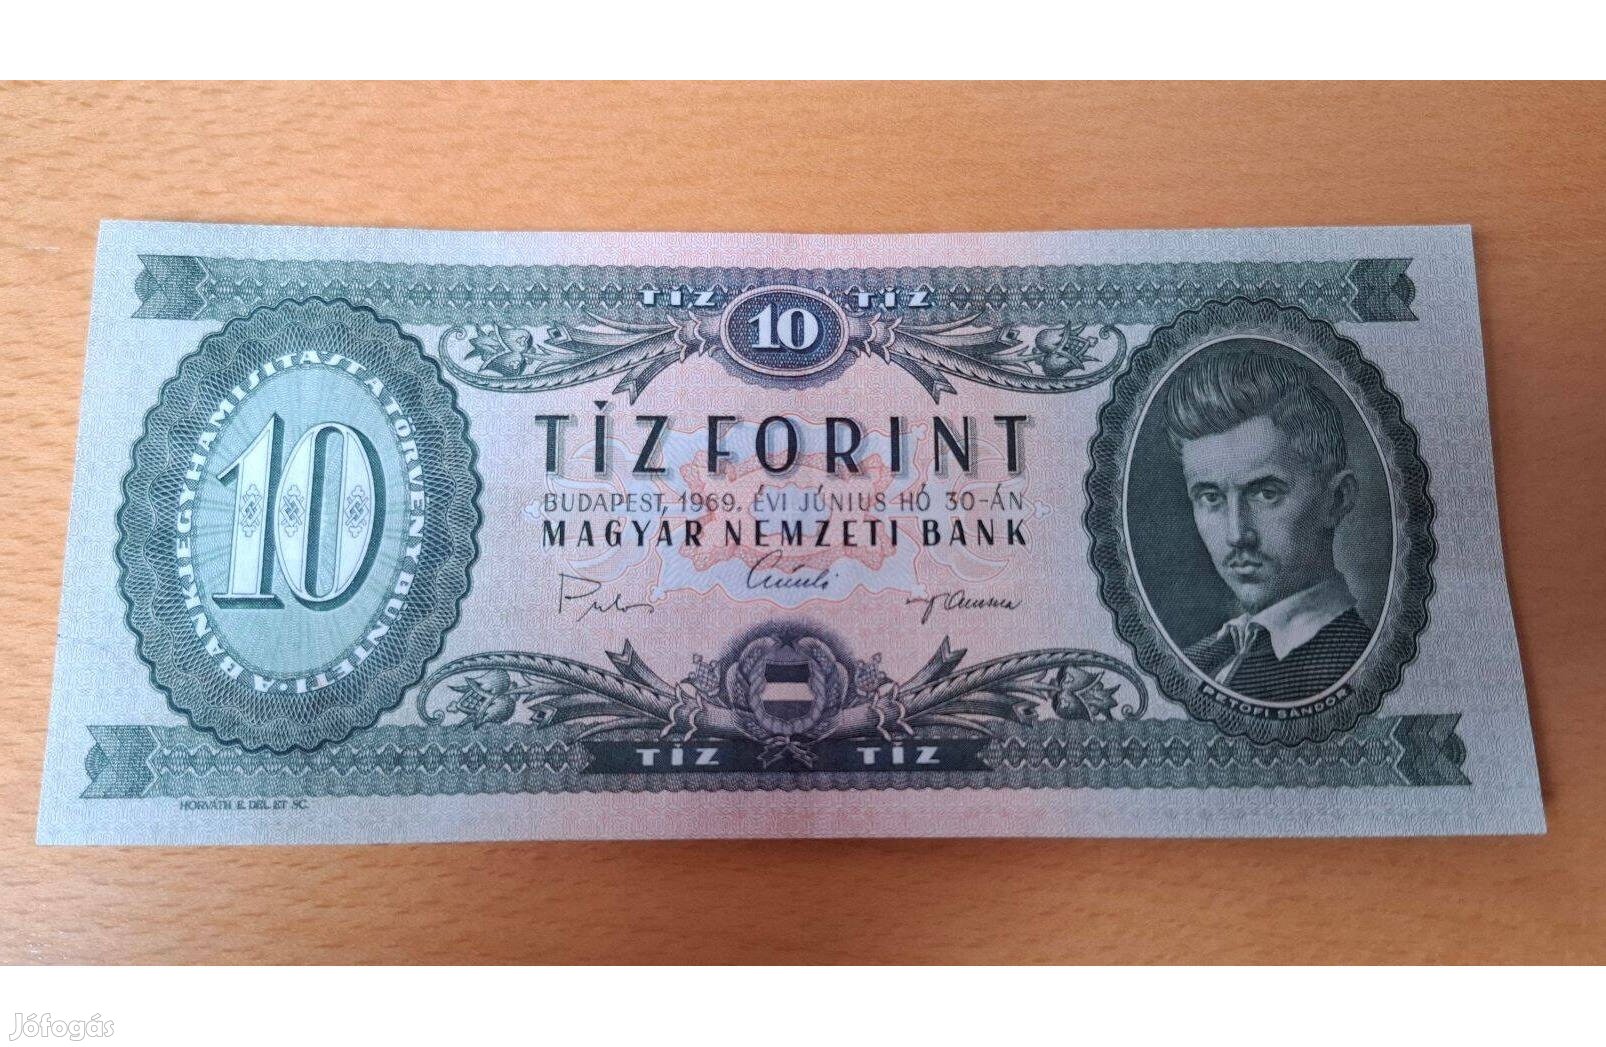 TÍZ 10 TÍZ
A BANKJEGYHAMISÍTÁST A TÖRVÉNY BÜNTETI·
10
TÍZ FORINT
BUDAPEST, 1969. ÉVI JÚNIUS HÓ 30-ÁN
MAGYAR NEMZETI BANK
PETŐFI SÁNDOR
TÍZ TÍZ
HORVÁTH E. DEL. ET SC.
Jófogás